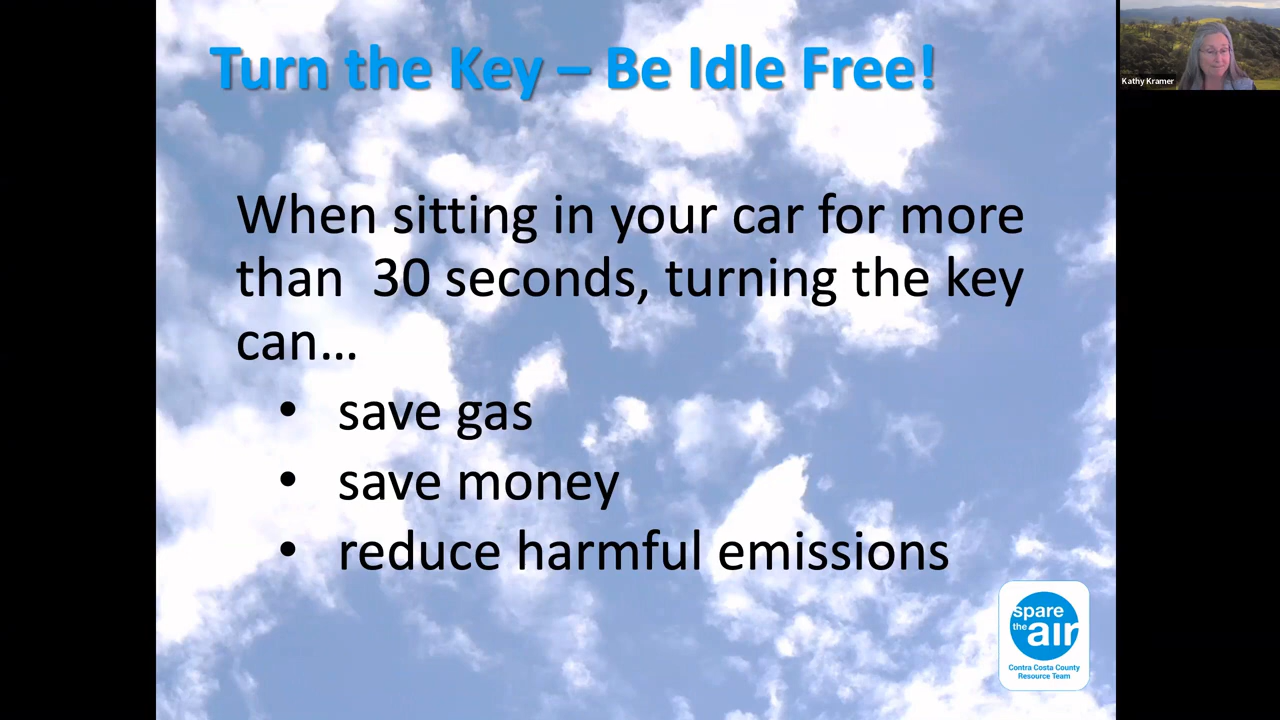 Turn the Key – Be Idle Free!
Kathy Kramer
When sitting in your car for more
than  30 seconds, turning the key
can...
• save gas
• save money
• reduce harmful emissions
spare
the air
Contra Costa County
Resource Team